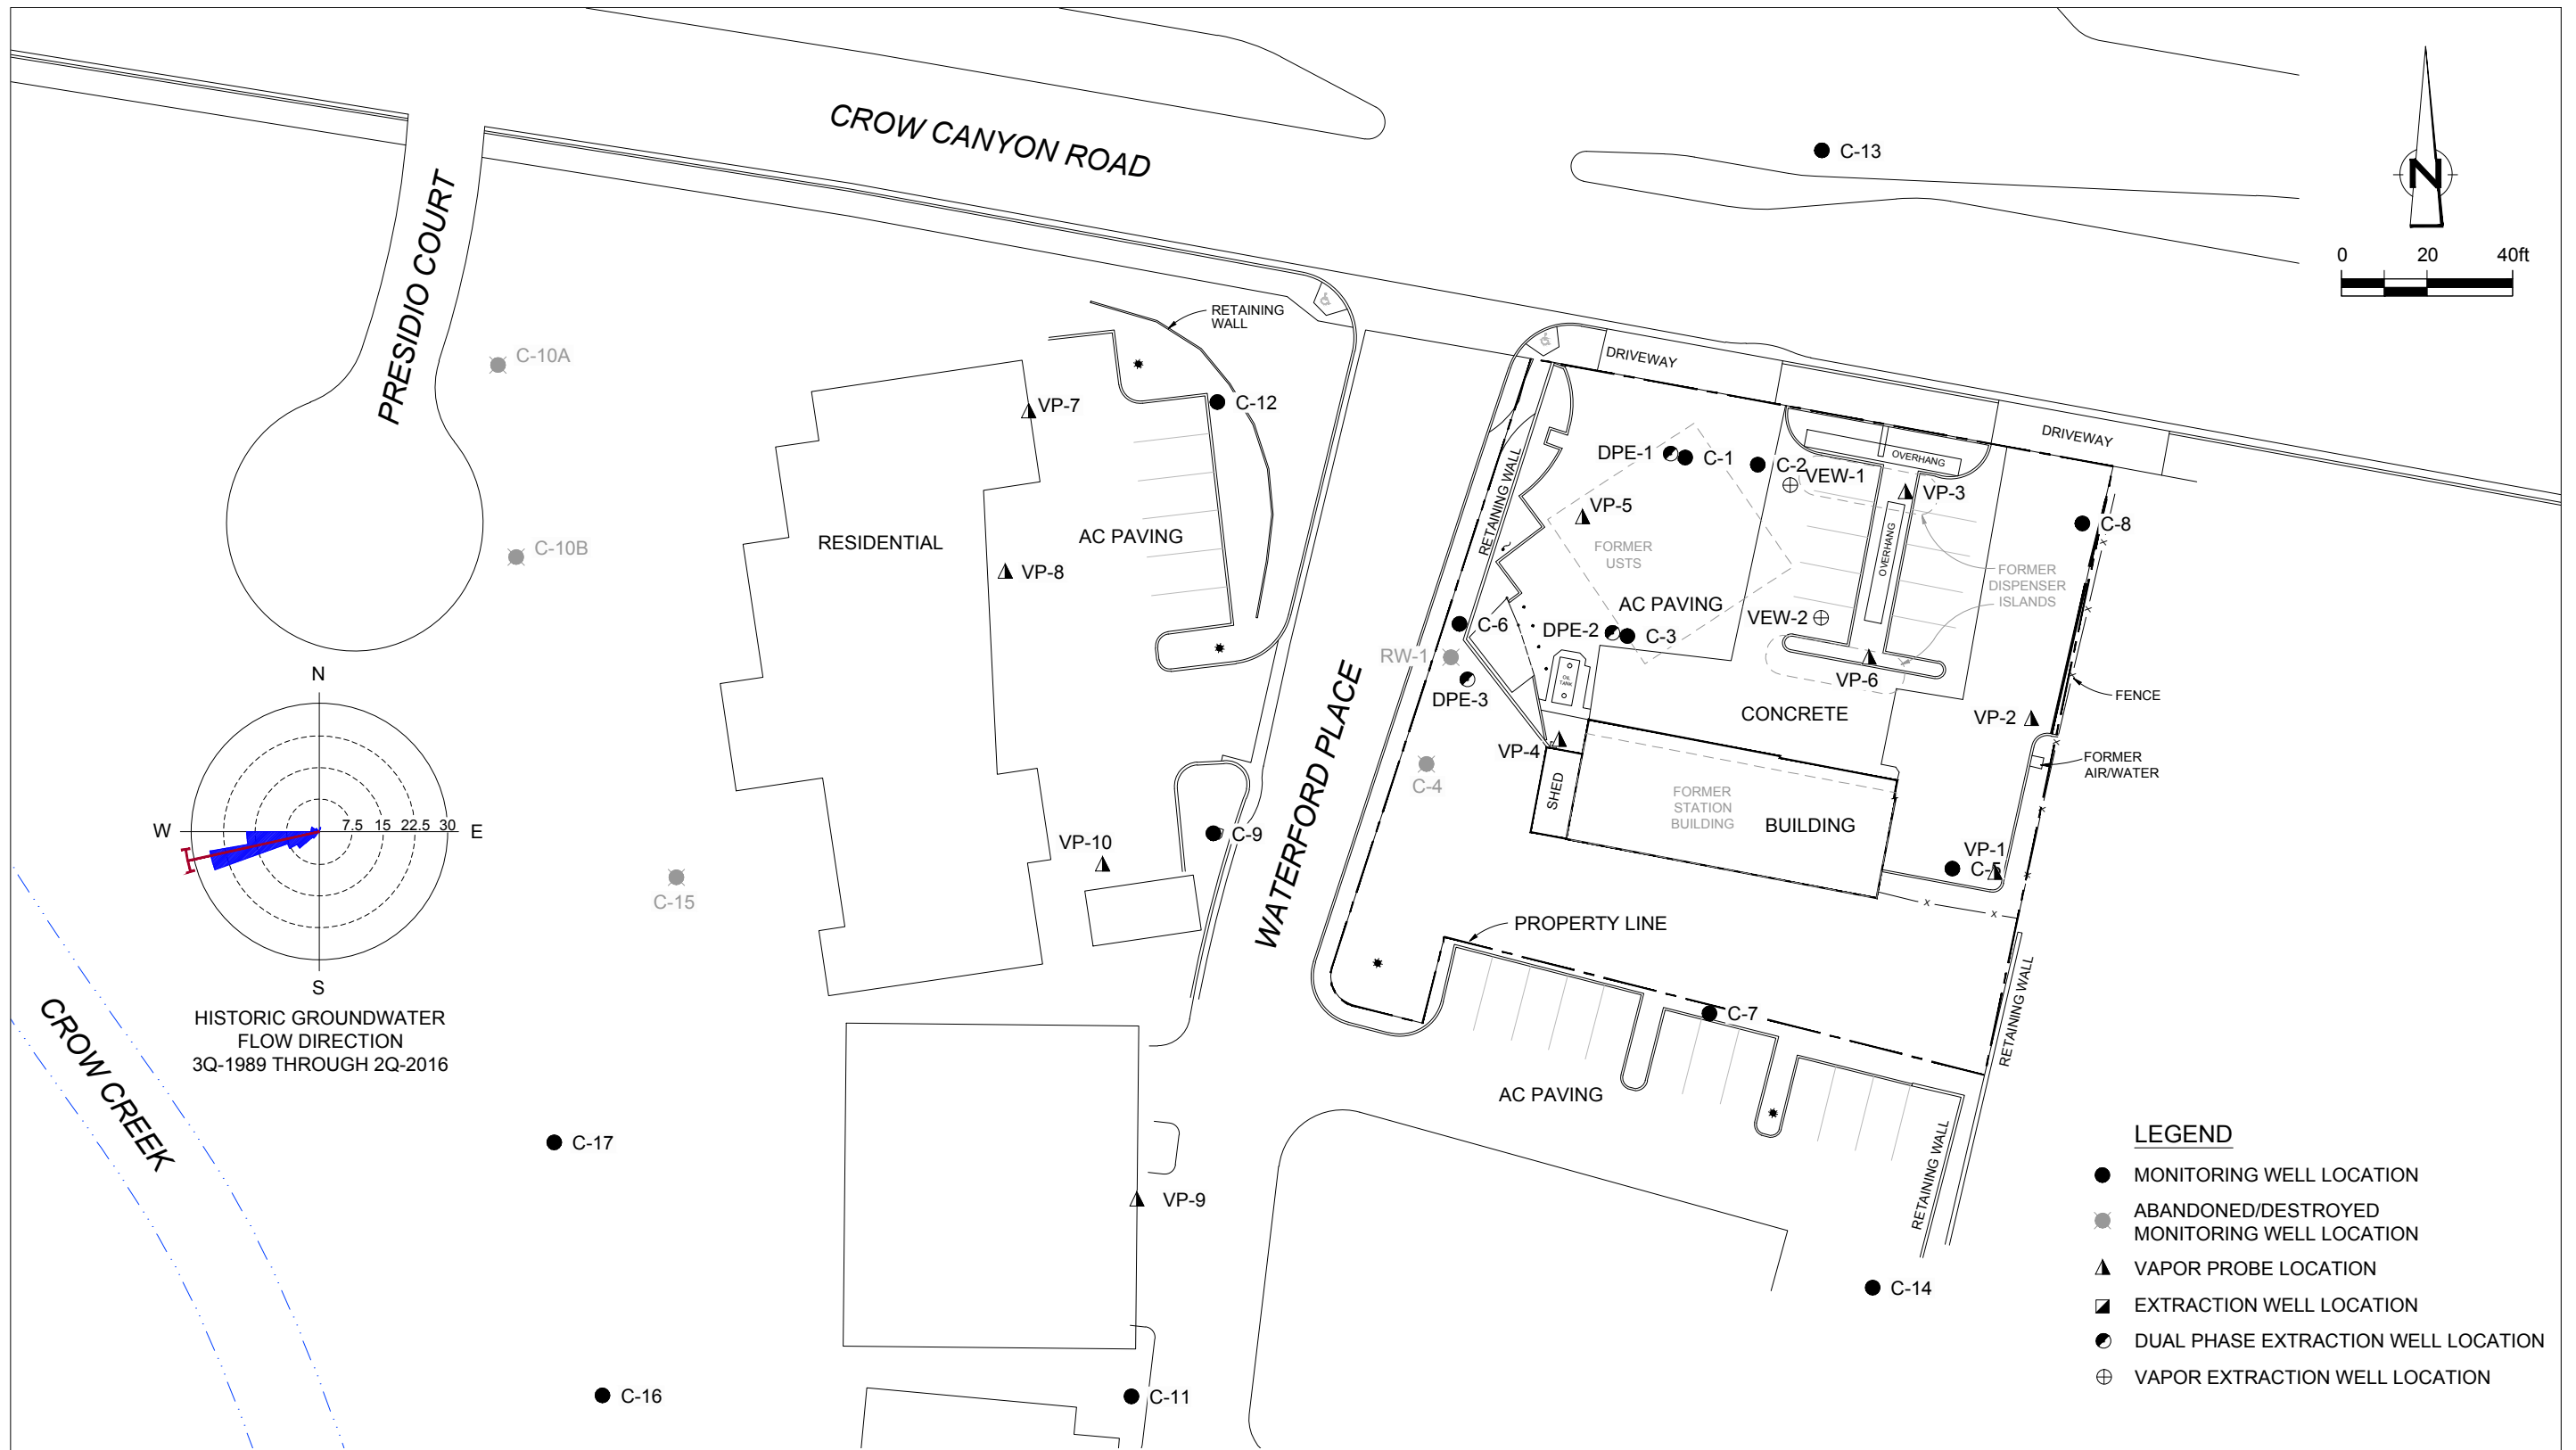 CROW CANYON ROAD
C-13
N
0 20 40ft
PRESIDIO COURT
RETAINING
WALL
C-10A
VP-7
C-12
DRIVEWAY
DRIVEWAY
DPE-1
C-1
C-2
VEW-1
OVERHANG
VP-3
C-8
RETAINING WALL
VP-5
FORMER
USTS
OVERHANG
C-10B
RESIDENTIAL
AC PAVING
VP-8
FORMER
DISPENSER
ISLANDS
AC PAVING
VEW-2
C-6
DPE-2
C-3
RW-1
DPE-3
OIL
TANK
VP-6
FENCE
CONCRETE
VP-2
VP-4
FORMER
AIR/WATER
C-4
SHED
FORMER
STATION
BUILDING
BUILDING
WATERFORD PLACE
N
W
7.5 15 22.5 30
E
S
HISTORIC GROUNDWATER
FLOW DIRECTION
3Q-1989 THROUGH 2Q-2016
VP-10
C-9
VP-1
C-5
C-15
PROPERTY LINE
C-7
RETAINING WALL
CROW CREEK
AC PAVING
C-17
VP-9
RETAINING WALL
C-14
C-16
C-11
LEGEND
MONITORING WELL LOCATION
ABANDONED/DESTROYED
MONITORING WELL LOCATION
VAPOR PROBE LOCATION
EXTRACTION WELL LOCATION
DUAL PHASE EXTRACTION WELL LOCATION
VAPOR EXTRACTION WELL LOCATION